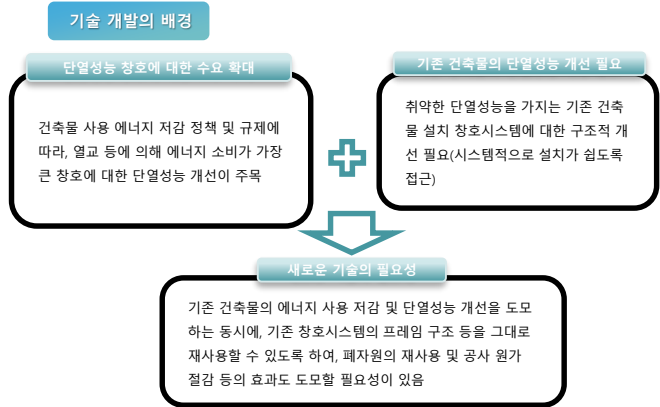 기술 개발의 배경
단열성능 창호에 대한 수요 확대
건축물 사용 에너지 저감 정책 및 규제에
따라, 열교 등에 의해 에너지 소비가 가장
큰 창호에 대한 단열성능 개선이 주목
기존 건축물의 단열성능 개선 필요
취약한 단열성능을 가지는 기존 건축
물 설치 창호시스템에 대한 구조적 개
선 필요(시스템적으로 설치가 쉽도록
접근)
새로운 기술의 필요성
기존 건축물의 에너지 사용 저감 및 단열성능 개선을 도모
하는 동시에, 기존 창호시스템의 프레임 구조 등을 그대로
재사용할 수 있도록 하여, 폐자원의 재사용 및 공사 원가
절감 등의 효과도 도모할 필요성이 있음